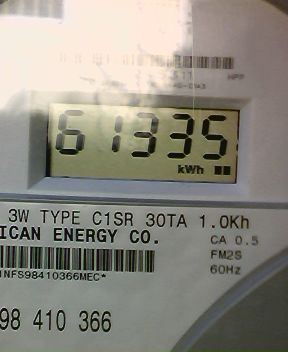 61335
kWh
3W TYPE C1SR 30TA 1.0Kh
ICAN ENERGY CO.
CA 0.5
FM2S
60Hz
1NFS98410366MEC*
98 410 366